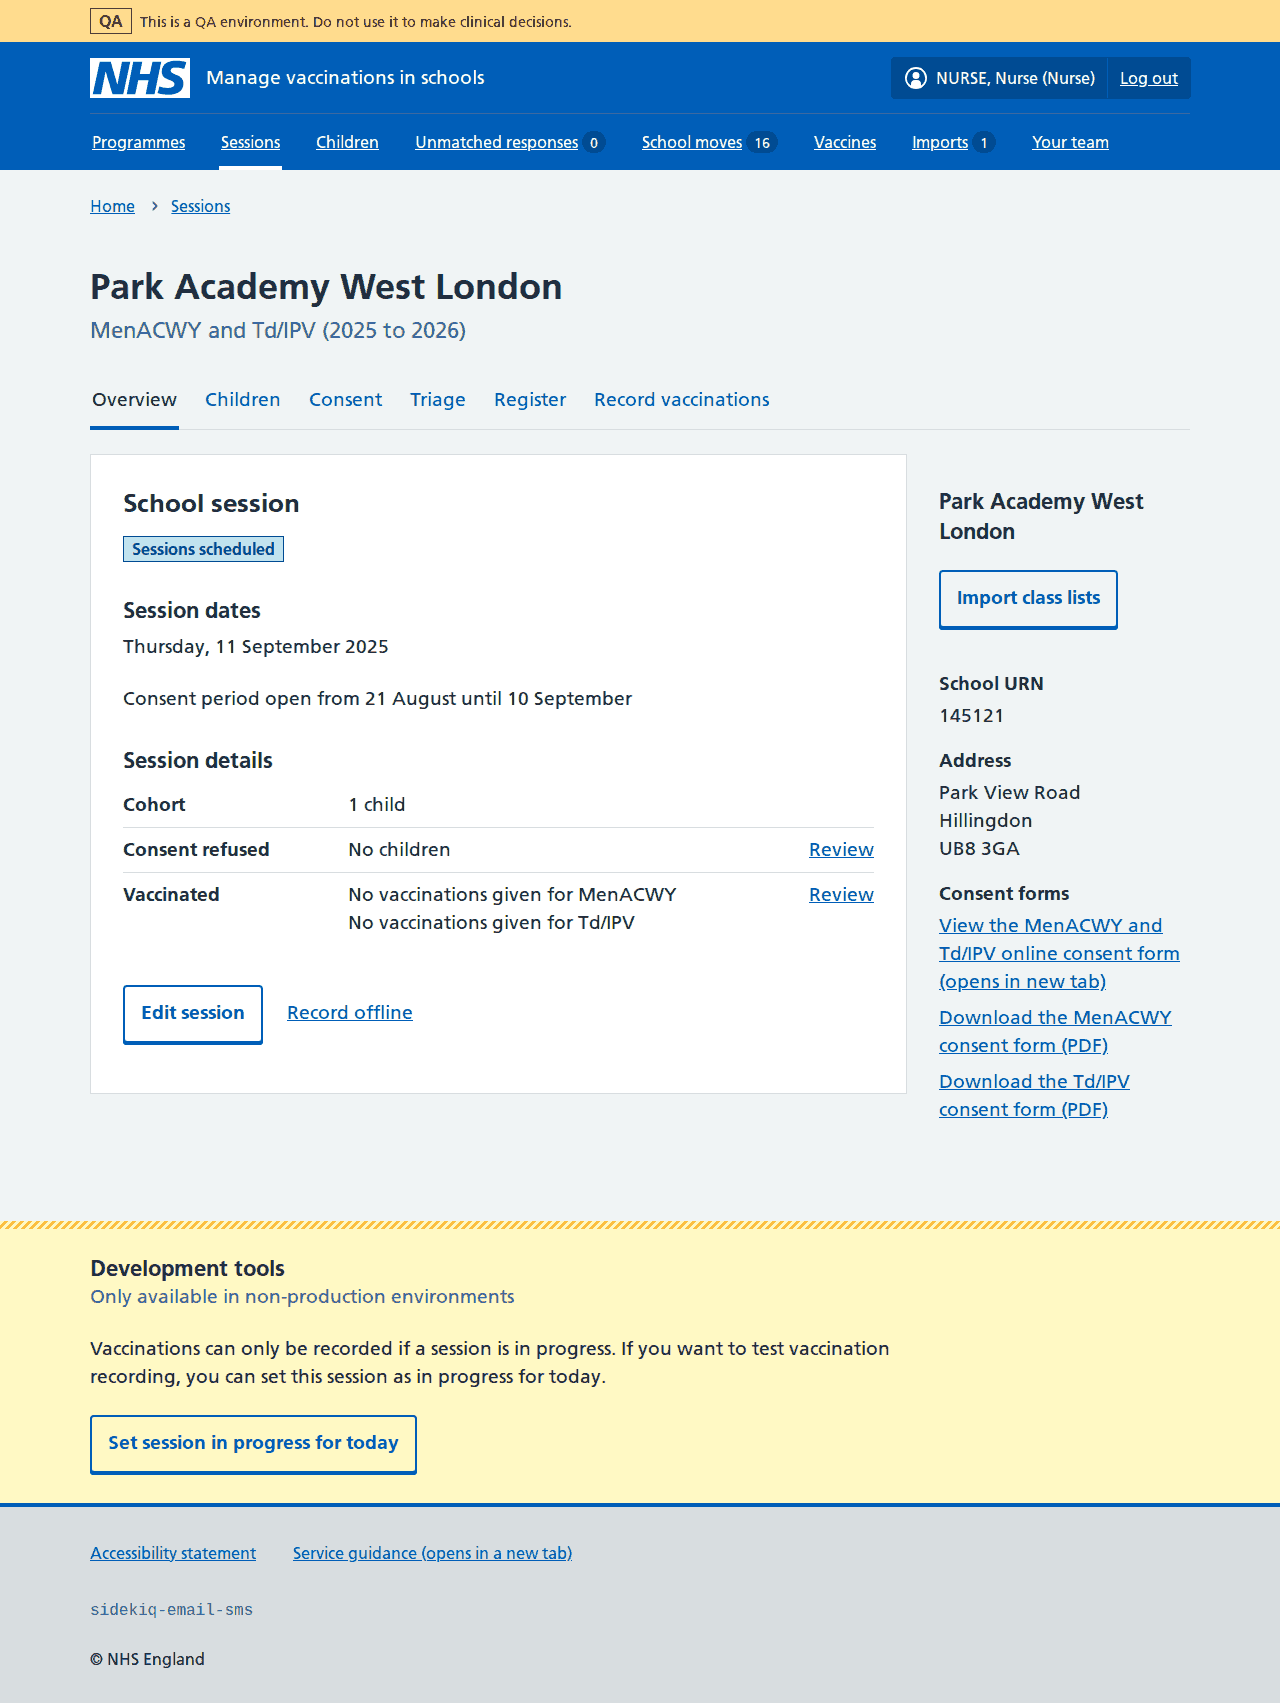 QA This is a QA environment. Do not use it to make clinical decisions.
NHS Manage vaccinations in schools NURSE, Nurse (Nurse) Log out
Programmes Sessions Children Unmatched responses 0 School moves 16 Vaccines Imports 1 Your team
Home Sessions
Park Academy West London
MenACWY and Td/IPV (2025 to 2026)
Overview Children Consent Triage Register Record vaccinations
School session
Sessions scheduled
Session dates
Thursday, 11 September 2025
Consent period open from 21 August until 10 September
Session details
Cohort 1 child
Consent refused No children Review
Vaccinated No vaccinations given for MenACWY Review
No vaccinations given for Td/IPV
Edit session Record offline
Park Academy West
London
Import class lists
School URN
145121
Address
Park View Road
Hillingdon
UB8 3GA
Consent forms
View the MenACWY and
Td/IPV online consent form
(opens in new tab)
Download the MenACWY
consent form (PDF)
Download the Td/IPV
consent form (PDF)
Development tools
Only available in non-production environments
Vaccinations can only be recorded if a session is in progress. If you want to test vaccination
recording, you can set this session as in progress for today.
Set session in progress for today
Accessibility statement Service guidance (opens in a new tab)
sidekiq-email-sms
© NHS England